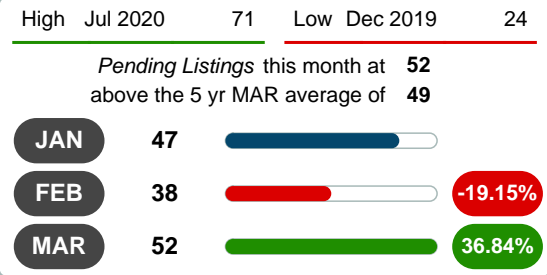 High Jul 2020 71 Low Dec 2019 24
Pending Listings this month at 52
above the 5 yr MAR average of 49
JAN 47
FEB 38 -19.15%
MAR 52 36.84%